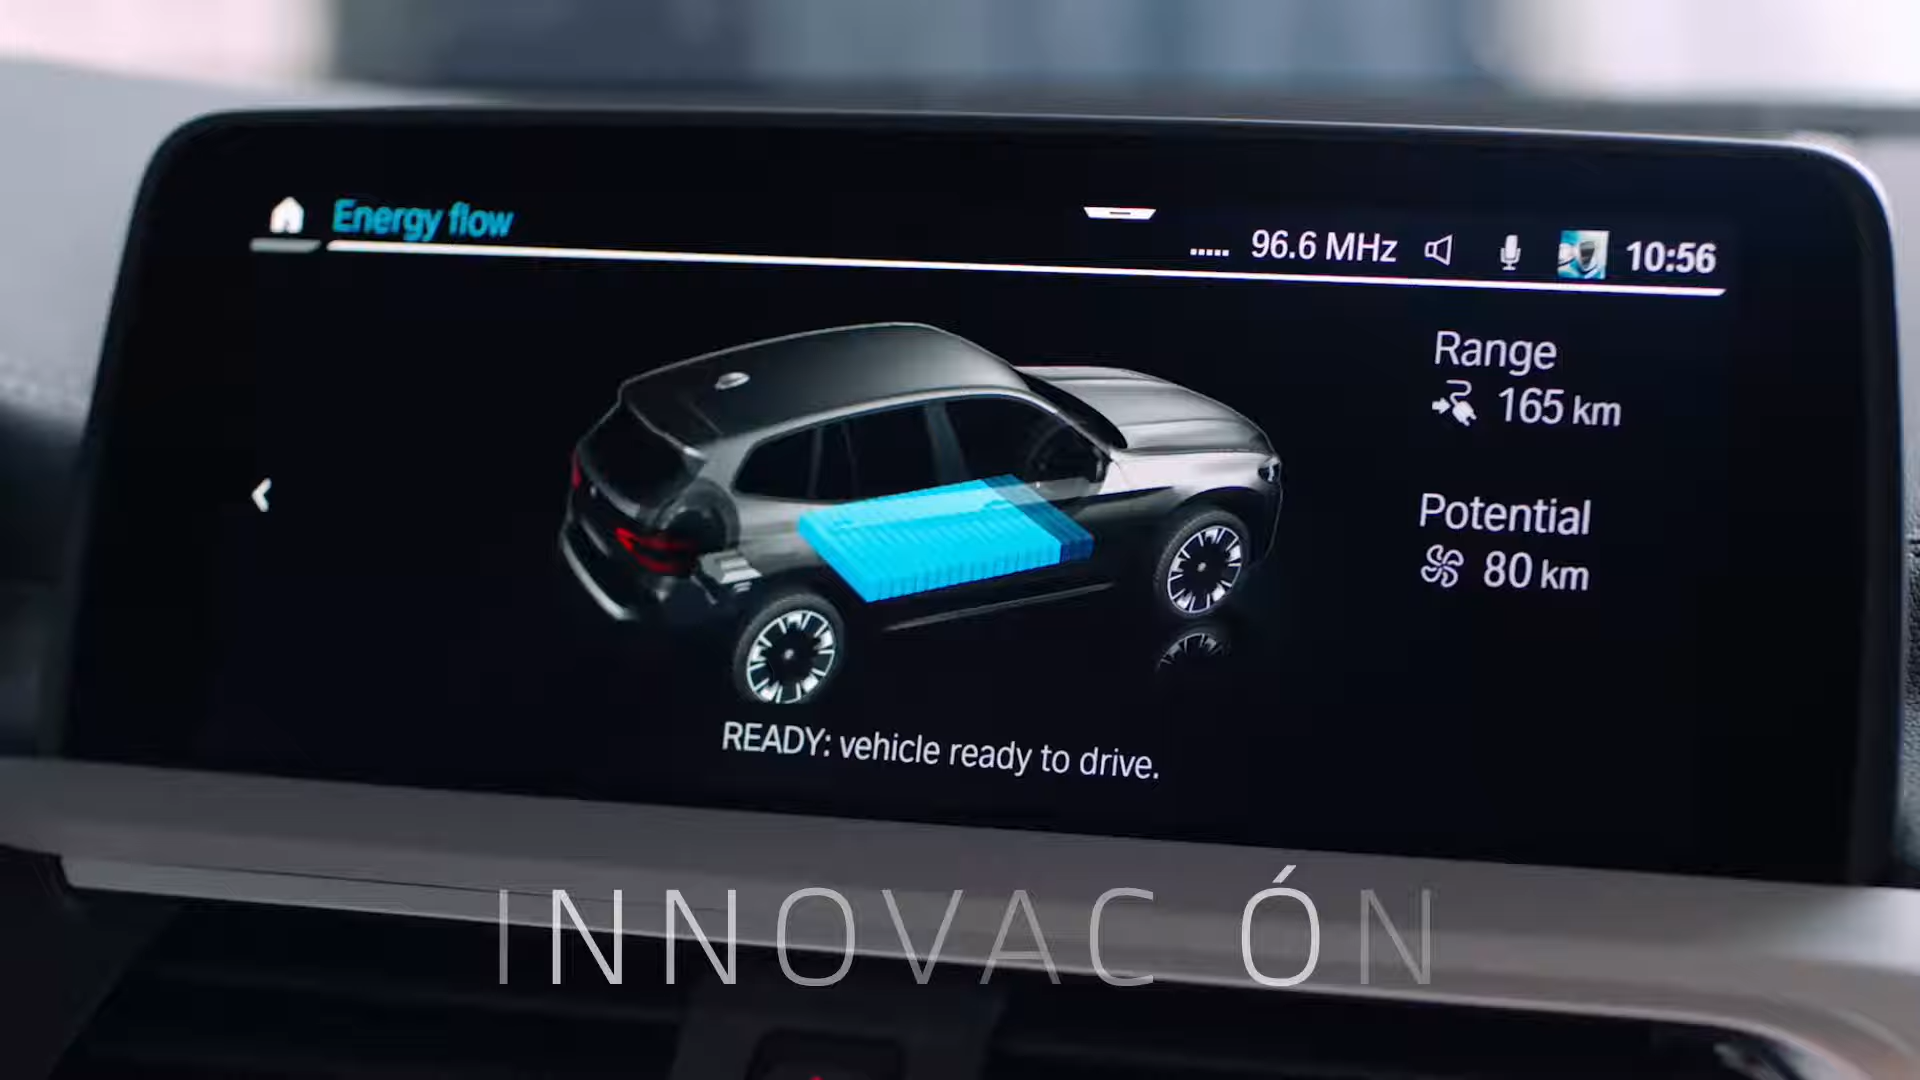 Energy flow
96.6 MHz
10:56
Range
165 km
Potential
80 km
READY: vehicle ready to drive.
INNOVAC ÓN